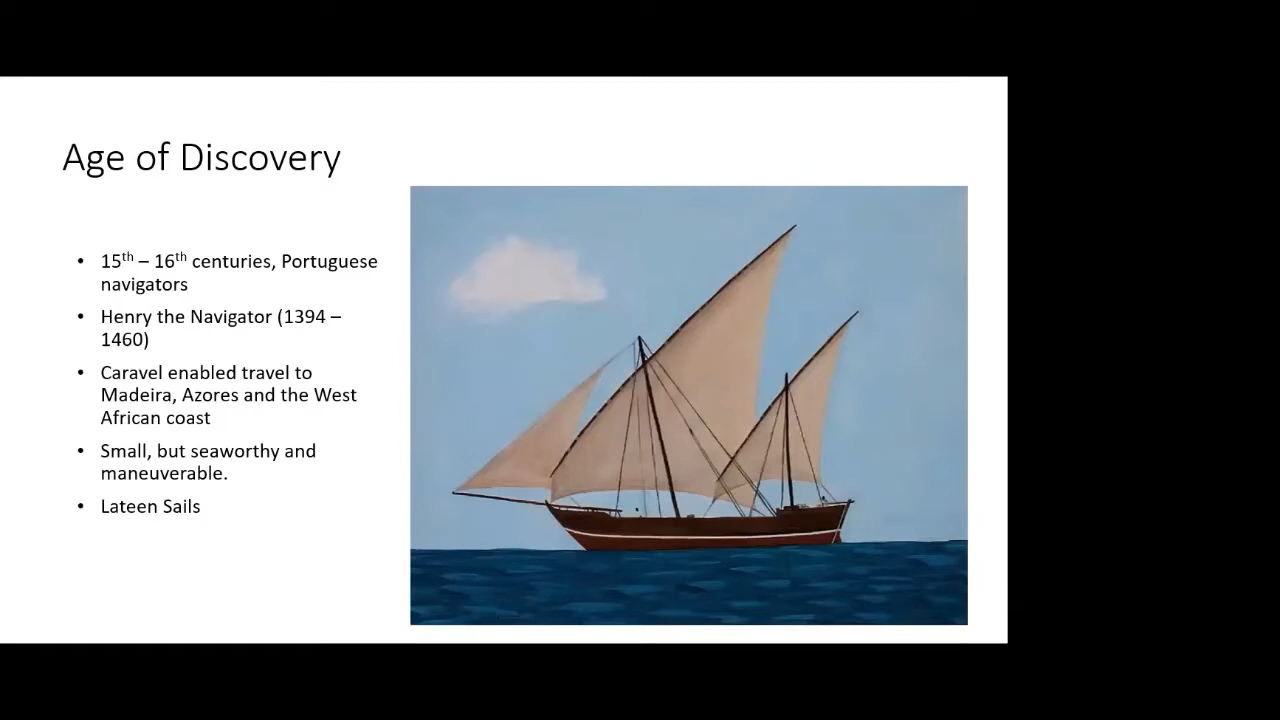 Age of Discovery
• 15th – 16th centuries, Portuguese
navigators
• Henry the Navigator (1394 –
1460)
• Caravel enabled travel to
Madeira, Azores and the West
African coast
• Small, but seaworthy and
maneuverable.
• Lateen Sails